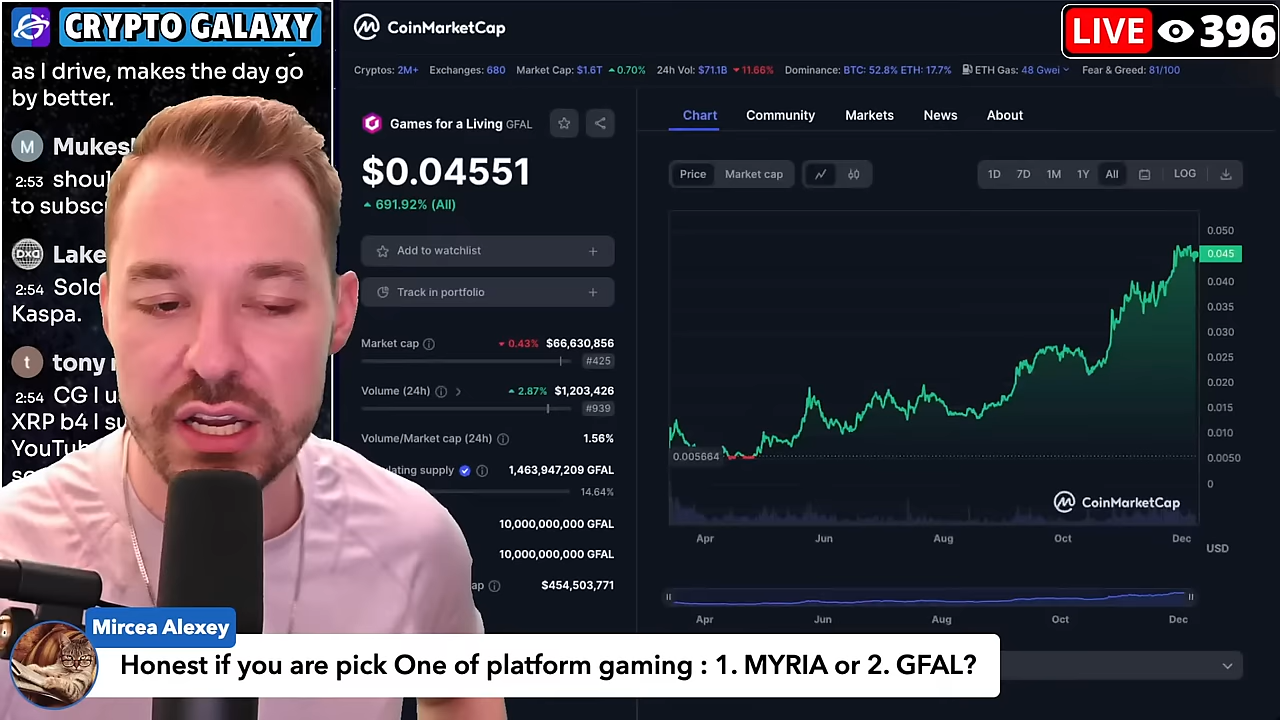 CRYPTO GALAXY
as I drive, makes the day go
by better.
M
Mukesh
2:53 shoul
to subsc
DXD
Lake
2:54 Solo
Kaspa.
t
tony
2:54 CG I u
XRP b4 I su
YouTub
CoinMarketCap
LIVE 396
Cryptos: 2M+ Exchanges: 680 Market Cap: $1.6T 0.70% 24h Vol: $71.1B 11.66% Dominance: BTC: 52.8% ETH: 17.7% ETH Gas: 48 Gwei Fear & Greed: 81/100
Games for a Living GFAL
$0.04551
691.92% (All)
Add to watchlist +
Track in portfolio +
Market cap 0.43% $66,630,856
#425
Volume (24h) 2.87% $1,203,426
#939
Volume/Market cap (24h) 1.56%
lating supply 1,463,947,209 GFAL
14.64%
10,000,000,000 GFAL
10,000,000,000 GFAL
ap $454,503,771
Chart Community Markets News About
Price Market cap 1D 7D 1M 1Y All LOG
0.050
0.045
0.040
0.035
0.030
0.025
0.020
0.015
0.010
0.0050
0
0.005664
CoinMarketCap
Apr Jun Aug Oct Dec
USD
Apr Jun Aug Oct Dec
Mircea Alexey
Honest if you are pick One of platform gaming : 1. MYRIA or 2. GFAL?